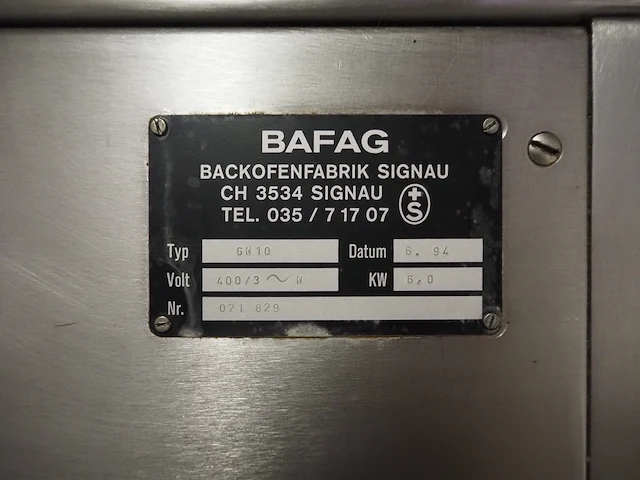 BAFAG
BACKOFENFABRIK SIGNAU
CH 3534 SIGNAU
TEL. 035 / 7 17 07
+S
Typ GW10 Datum 6. 94
Volt 400/3 ~ N KW 6,0
Nr. 071 829